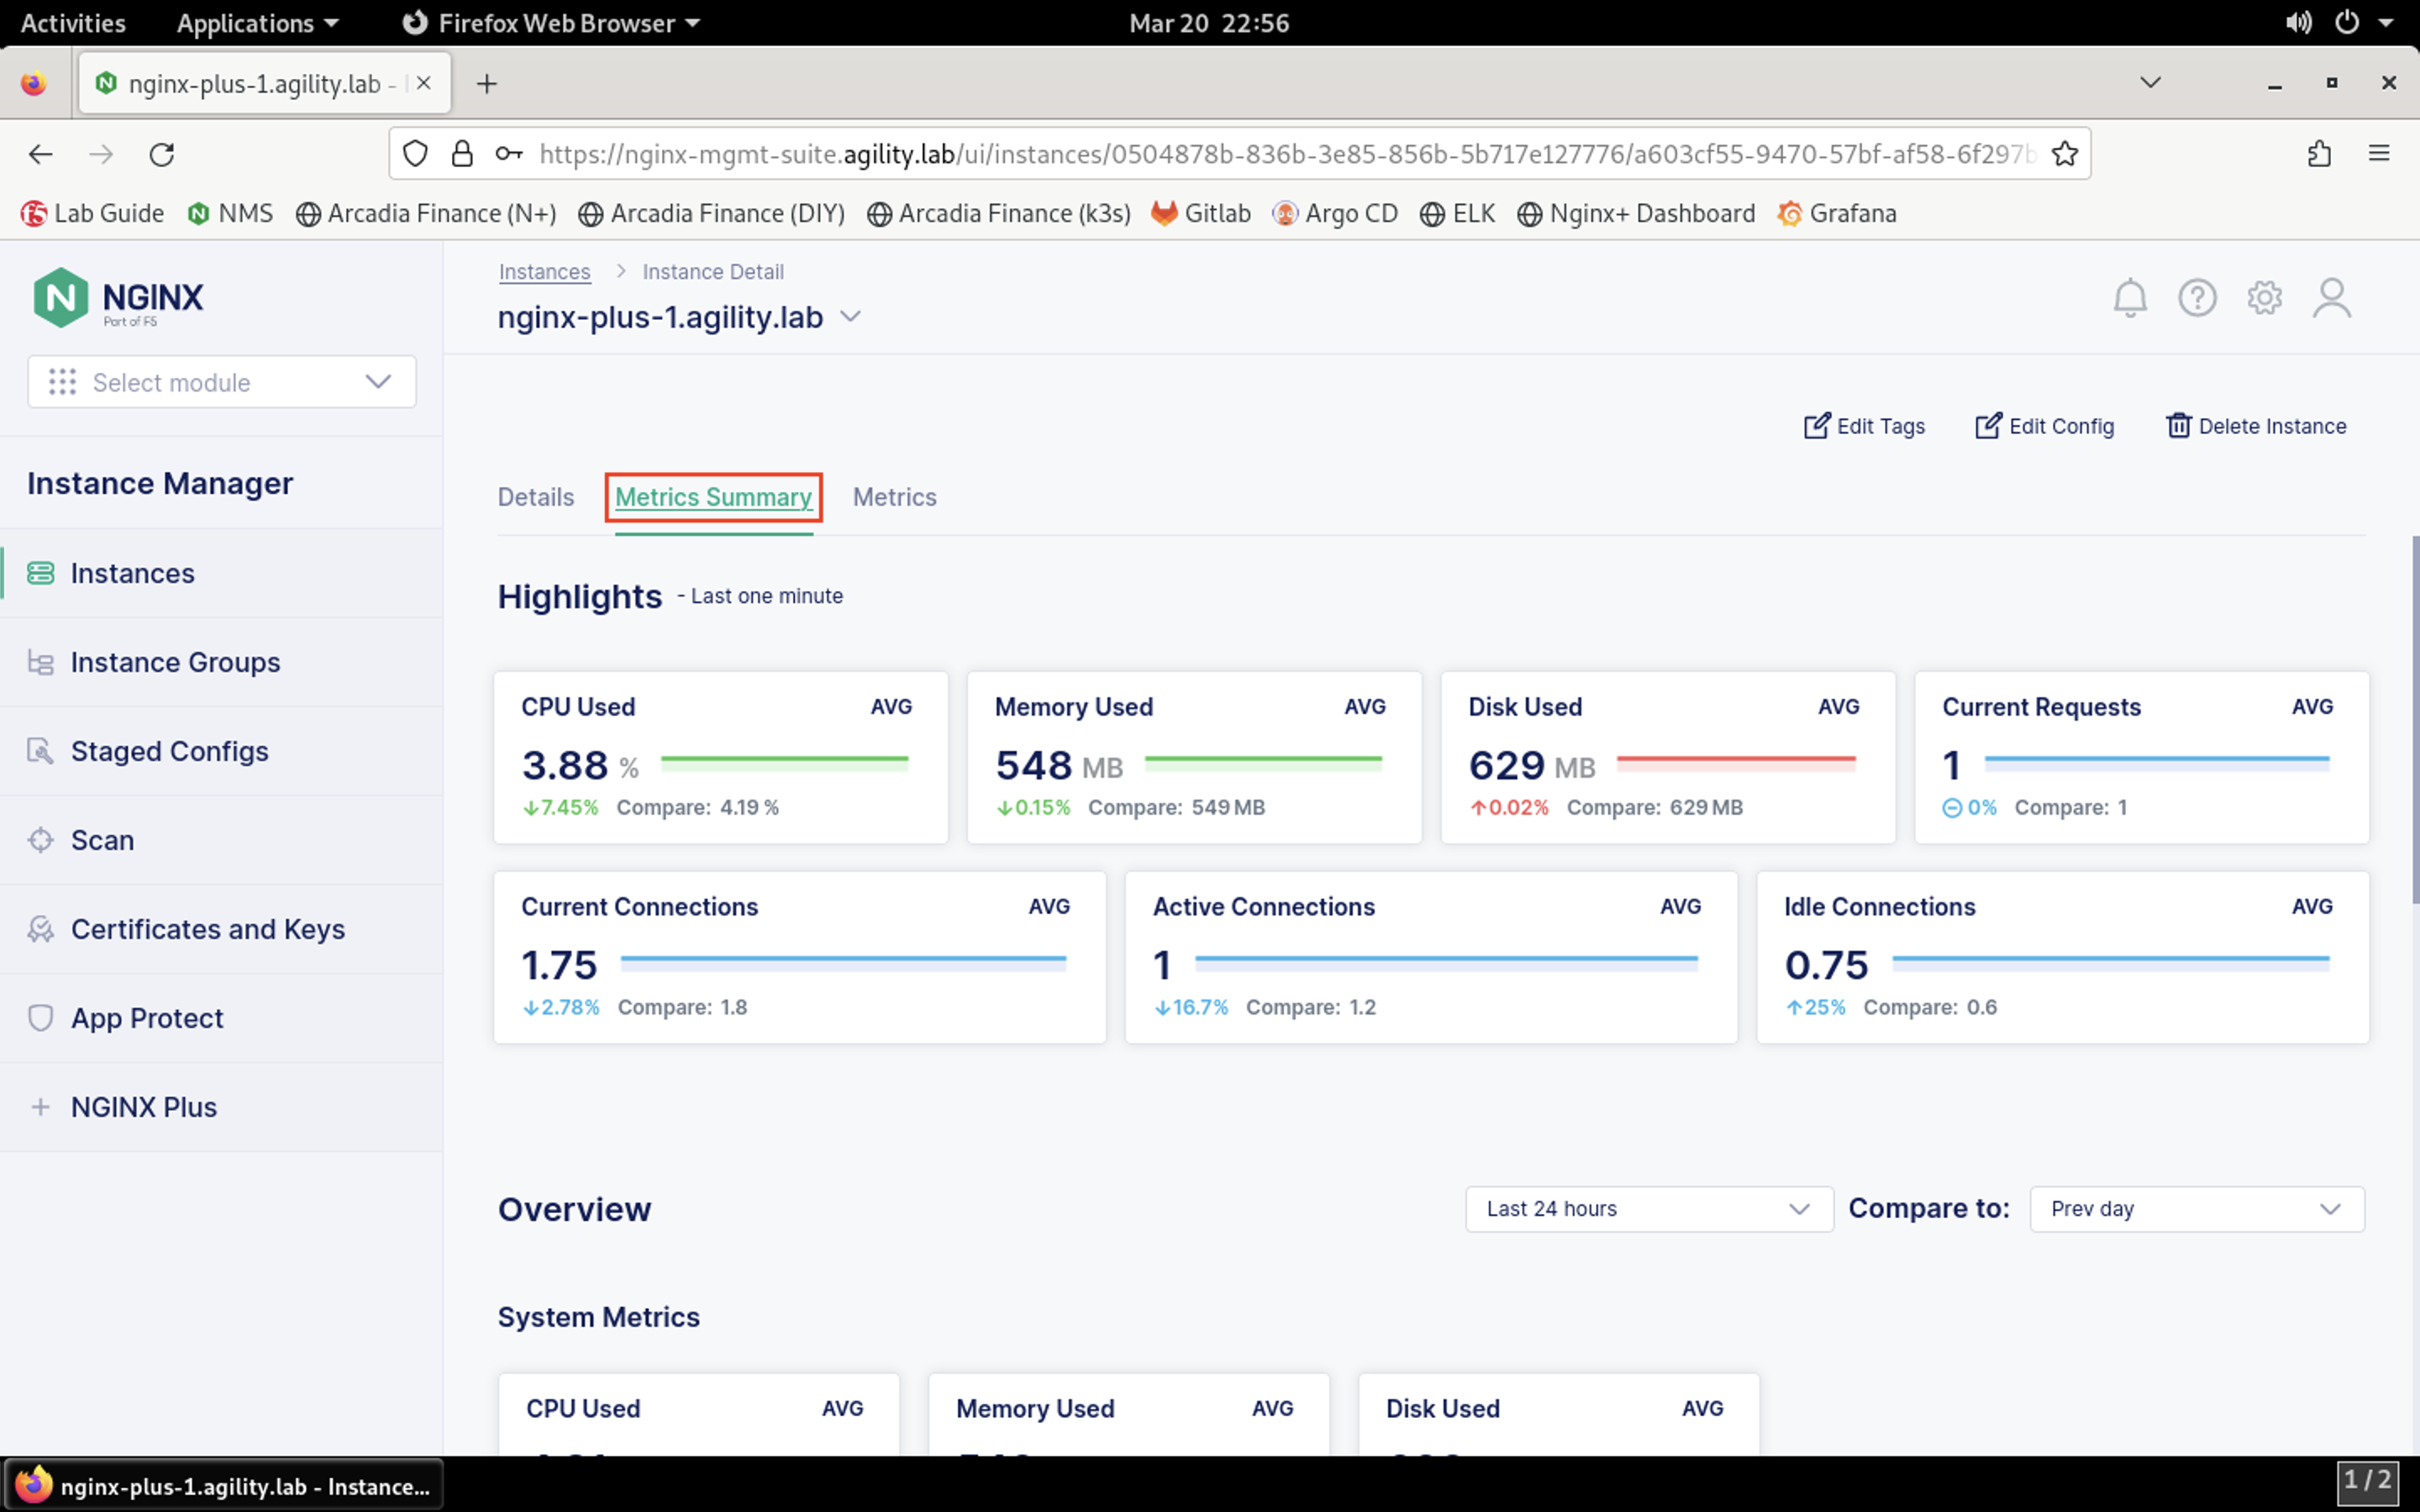 Activities Applications Firefox Web Browser Mar 20 22:56
nginx-plus-1.agility.lab -
https://nginx-mgmt-suite.agility.lab/ui/instances/0504878b-836b-3e85-856b-5b717e127776/a603cf55-9470-57bf-af58-6f297b
Lab Guide NMS Arcadia Finance (N+) Arcadia Finance (DIY) Arcadia Finance (k3s) Gitlab Argo CD ELK Nginx+ Dashboard Grafana
NGINX
Part of F5
Select module
Instance Manager
Instances
Instance Groups
Staged Configs
Scan
Certificates and Keys
App Protect
NGINX Plus
Instances > Instance Detail
nginx-plus-1.agility.lab
Edit Tags Edit Config Delete Instance
Details Metrics Summary Metrics
Highlights - Last one minute
CPU Used AVG
3.88 %
↓7.45% Compare: 4.19 %
Memory Used AVG
548 MB
↓0.15% Compare: 549 MB
Disk Used AVG
629 MB
↑0.02% Compare: 629 MB
Current Requests AVG
1
0% Compare: 1
Current Connections AVG
1.75
↓2.78% Compare: 1.8
Active Connections AVG
1
↓16.7% Compare: 1.2
Idle Connections AVG
0.75
↑25% Compare: 0.6
Overview Last 24 hours Compare to: Prev day
System Metrics
CPU Used AVG
Memory Used AVG
Disk Used AVG
nginx-plus-1.agility.lab - Instance...
1 / 2